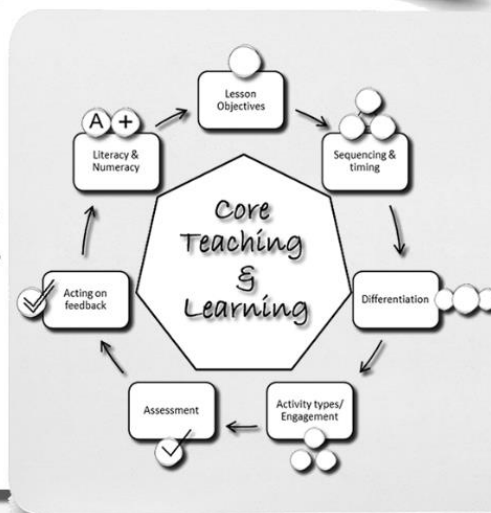 Core
Teaching
&
Learning
Lesson
Objectives
Sequencing &
timing
Differentiation
Activity types/
Engagement
Assessment
Acting on
feedback
Literacy &
Numeracy
A +